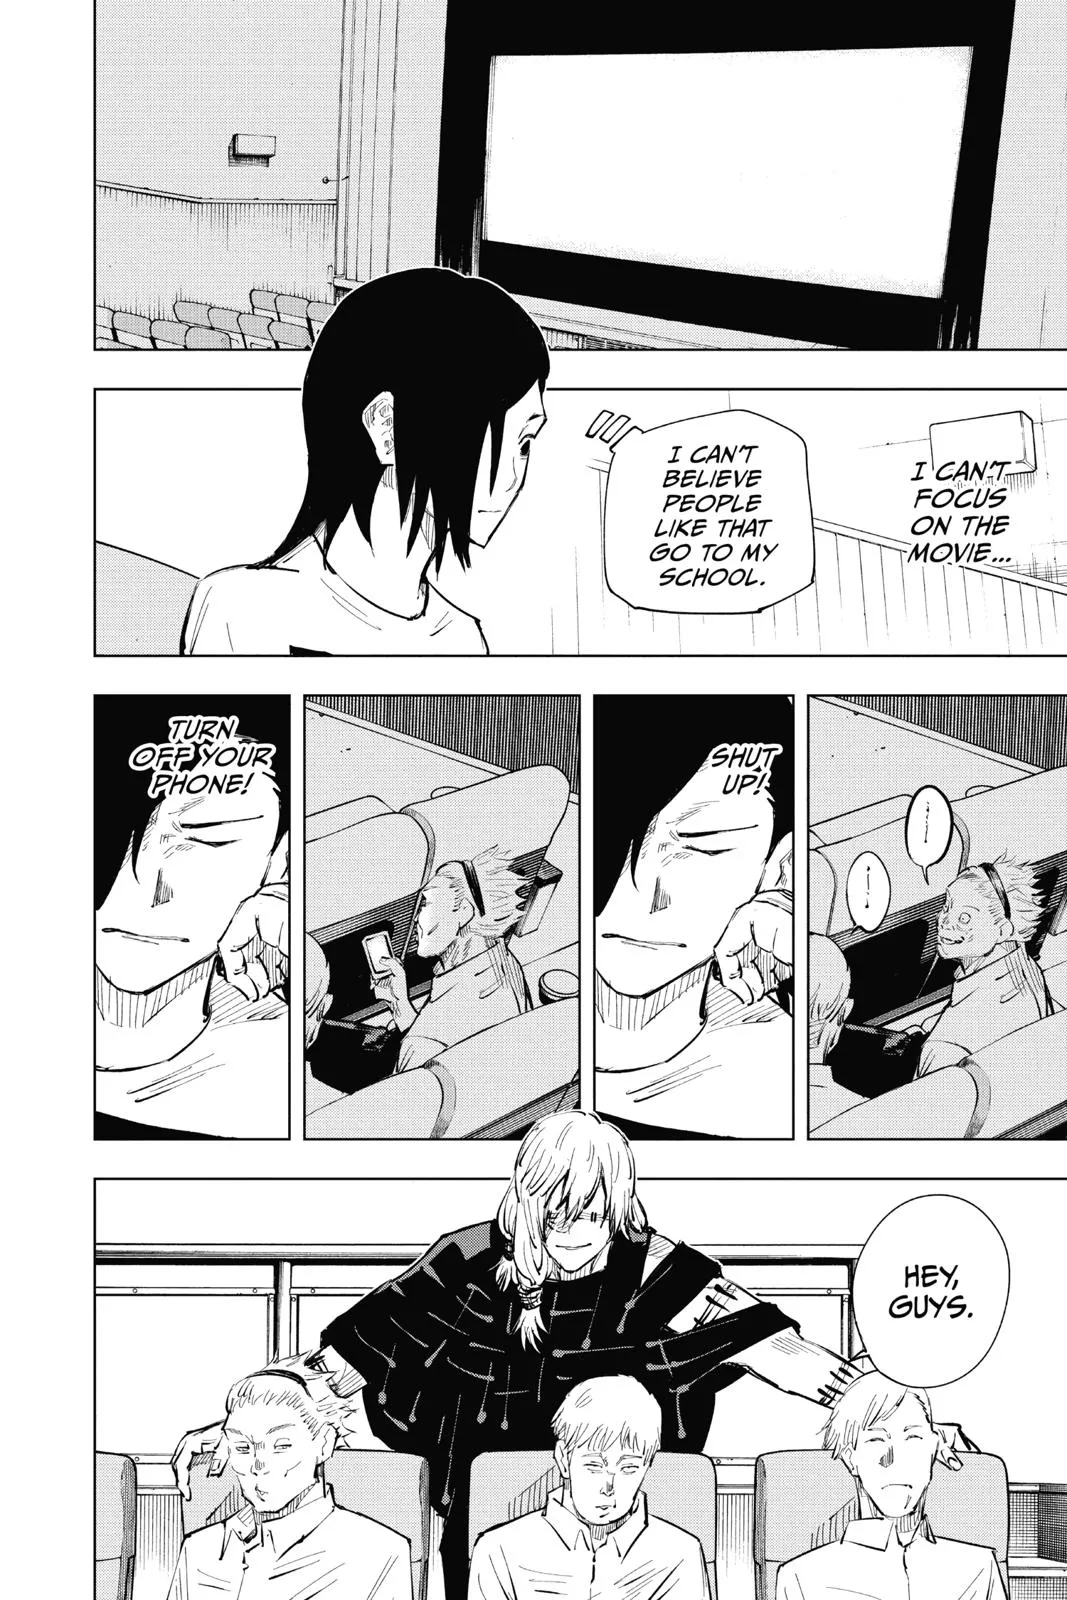 I CAN'T
FOCUS
ON THE
MOVIE...
I CAN'T
BELIEVE
PEOPLE
LIKE THAT
GO TO MY
SCHOOL.
SHUT
UP!
TURN
OFF YOUR
PHONE!
HEY,
GUYS.